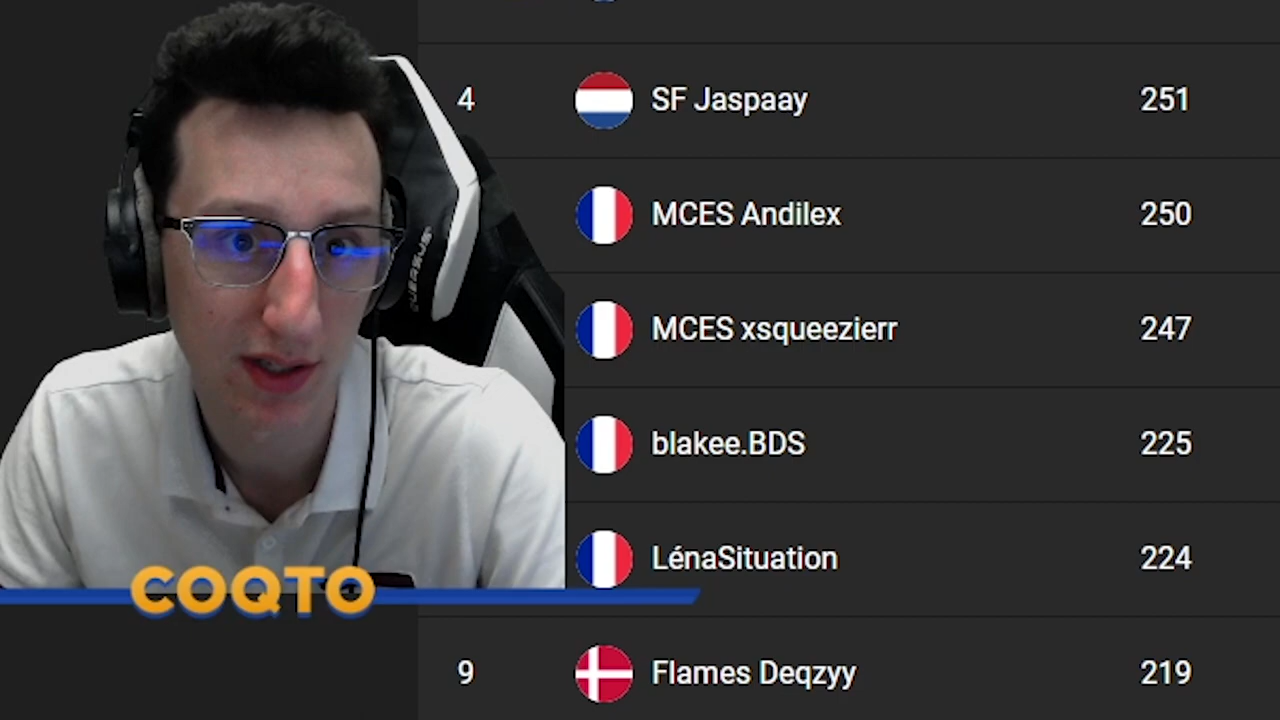 4 SF Jaspaay 251
MCES Andilex 250
MCES xsqueezierr 247
blakee.BDS 225
LénaSituation 224
9 Flames Deqzyy 219
QUERSUS
COQTO